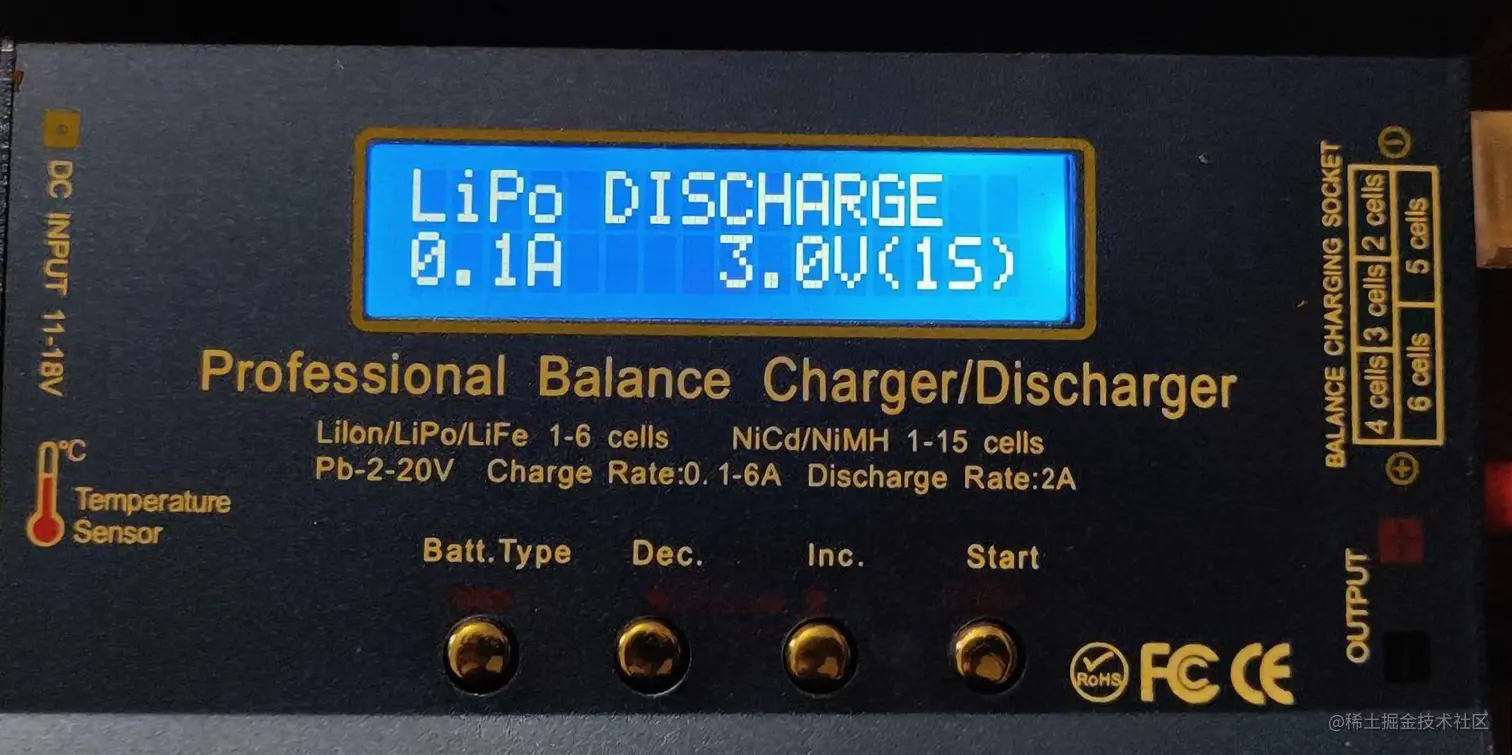 LiPo DISCHARGE
0.1A 3.0V(1S)
Professional Balance Charger/Discharger
LiIon/LiPo/LiFe 1-6 cells NiCd/NiMH 1-15 cells
Pb-2-20V Charge Rate:0.1-6A Discharge Rate:2A
DC INPUT 11-18V
℃
Temperature
Sensor
Batt.Type Dec. Inc. Start
BALANCE CHARGING SOCKET
4 cells 3 cells 2 cells
6 cells 5 cells
OUTPUT
RoHS FC CE
@稀土掘金技术社区